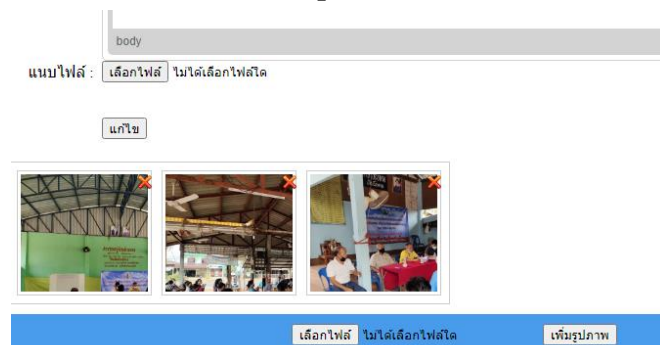 body
แนบไฟล์ : เลือกไฟล์ ไม่ได้เลือกไฟล์ใด
แก้ไข
เลือกไฟล์ ไม่ได้เลือกไฟล์ใด เพิ่มรูปภาพ